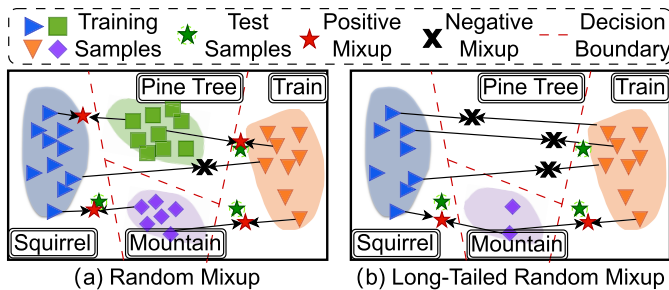 Training Samples
Test Samples
Positive Mixup
Negative Mixup
Decision Boundary
Pine Tree
Train
Squirrel
Mountain
(a) Random Mixup
Pine Tree
Train
Squirrel
Mountain
(b) Long-Tailed Random Mixup